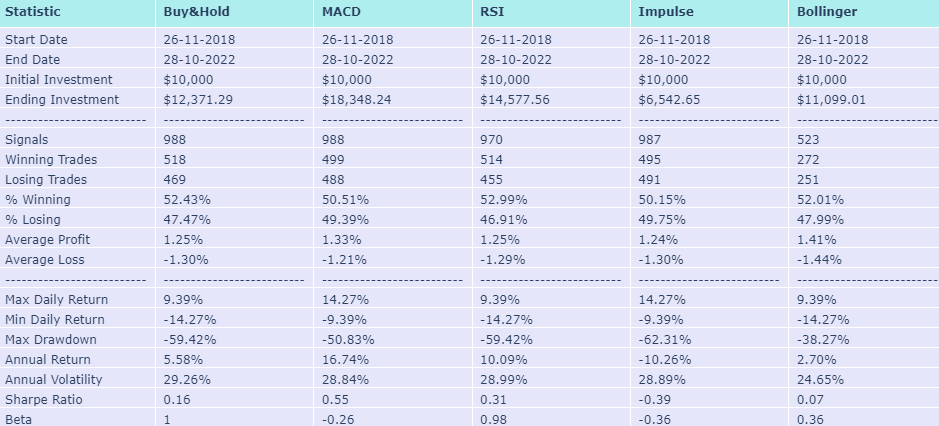 Statistic Buy&Hold MACD RSI Impulse Bollinger
Start Date 26-11-2018 26-11-2018 26-11-2018 26-11-2018 26-11-2018
End Date 28-10-2022 28-10-2022 28-10-2022 28-10-2022 28-10-2022
Initial Investment $10,000 $10,000 $10,000 $10,000 $10,000
Ending Investment $12,371.29 $18,348.24 $14,577.56 $6,542.65 $11,099.01
-------------------------- -------------------------- -------------------------- -------------------------- -------------------------- --------------------------
Signals 988 988 970 987 523
Winning Trades 518 499 514 495 272
Losing Trades 469 488 455 491 251
% Winning 52.43% 50.51% 52.99% 50.15% 52.01%
% Losing 47.47% 49.39% 46.91% 49.75% 47.99%
Average Profit 1.25% 1.33% 1.25% 1.24% 1.41%
Average Loss -1.30% -1.21% -1.29% -1.30% -1.44%
-------------------------- -------------------------- -------------------------- -------------------------- -------------------------- --------------------------
Max Daily Return 9.39% 14.27% 9.39% 14.27% 9.39%
Min Daily Return -14.27% -9.39% -14.27% -9.39% -14.27%
Max Drawdown -59.42% -50.83% -59.42% -62.31% -38.27%
Annual Return 5.58% 16.74% 10.09% -10.26% 2.70%
Annual Volatility 29.26% 28.84% 28.99% 28.89% 24.65%
Sharpe Ratio 0.16 0.55 0.31 -0.39 0.07
Beta 1 -0.26 0.98 -0.36 0.36